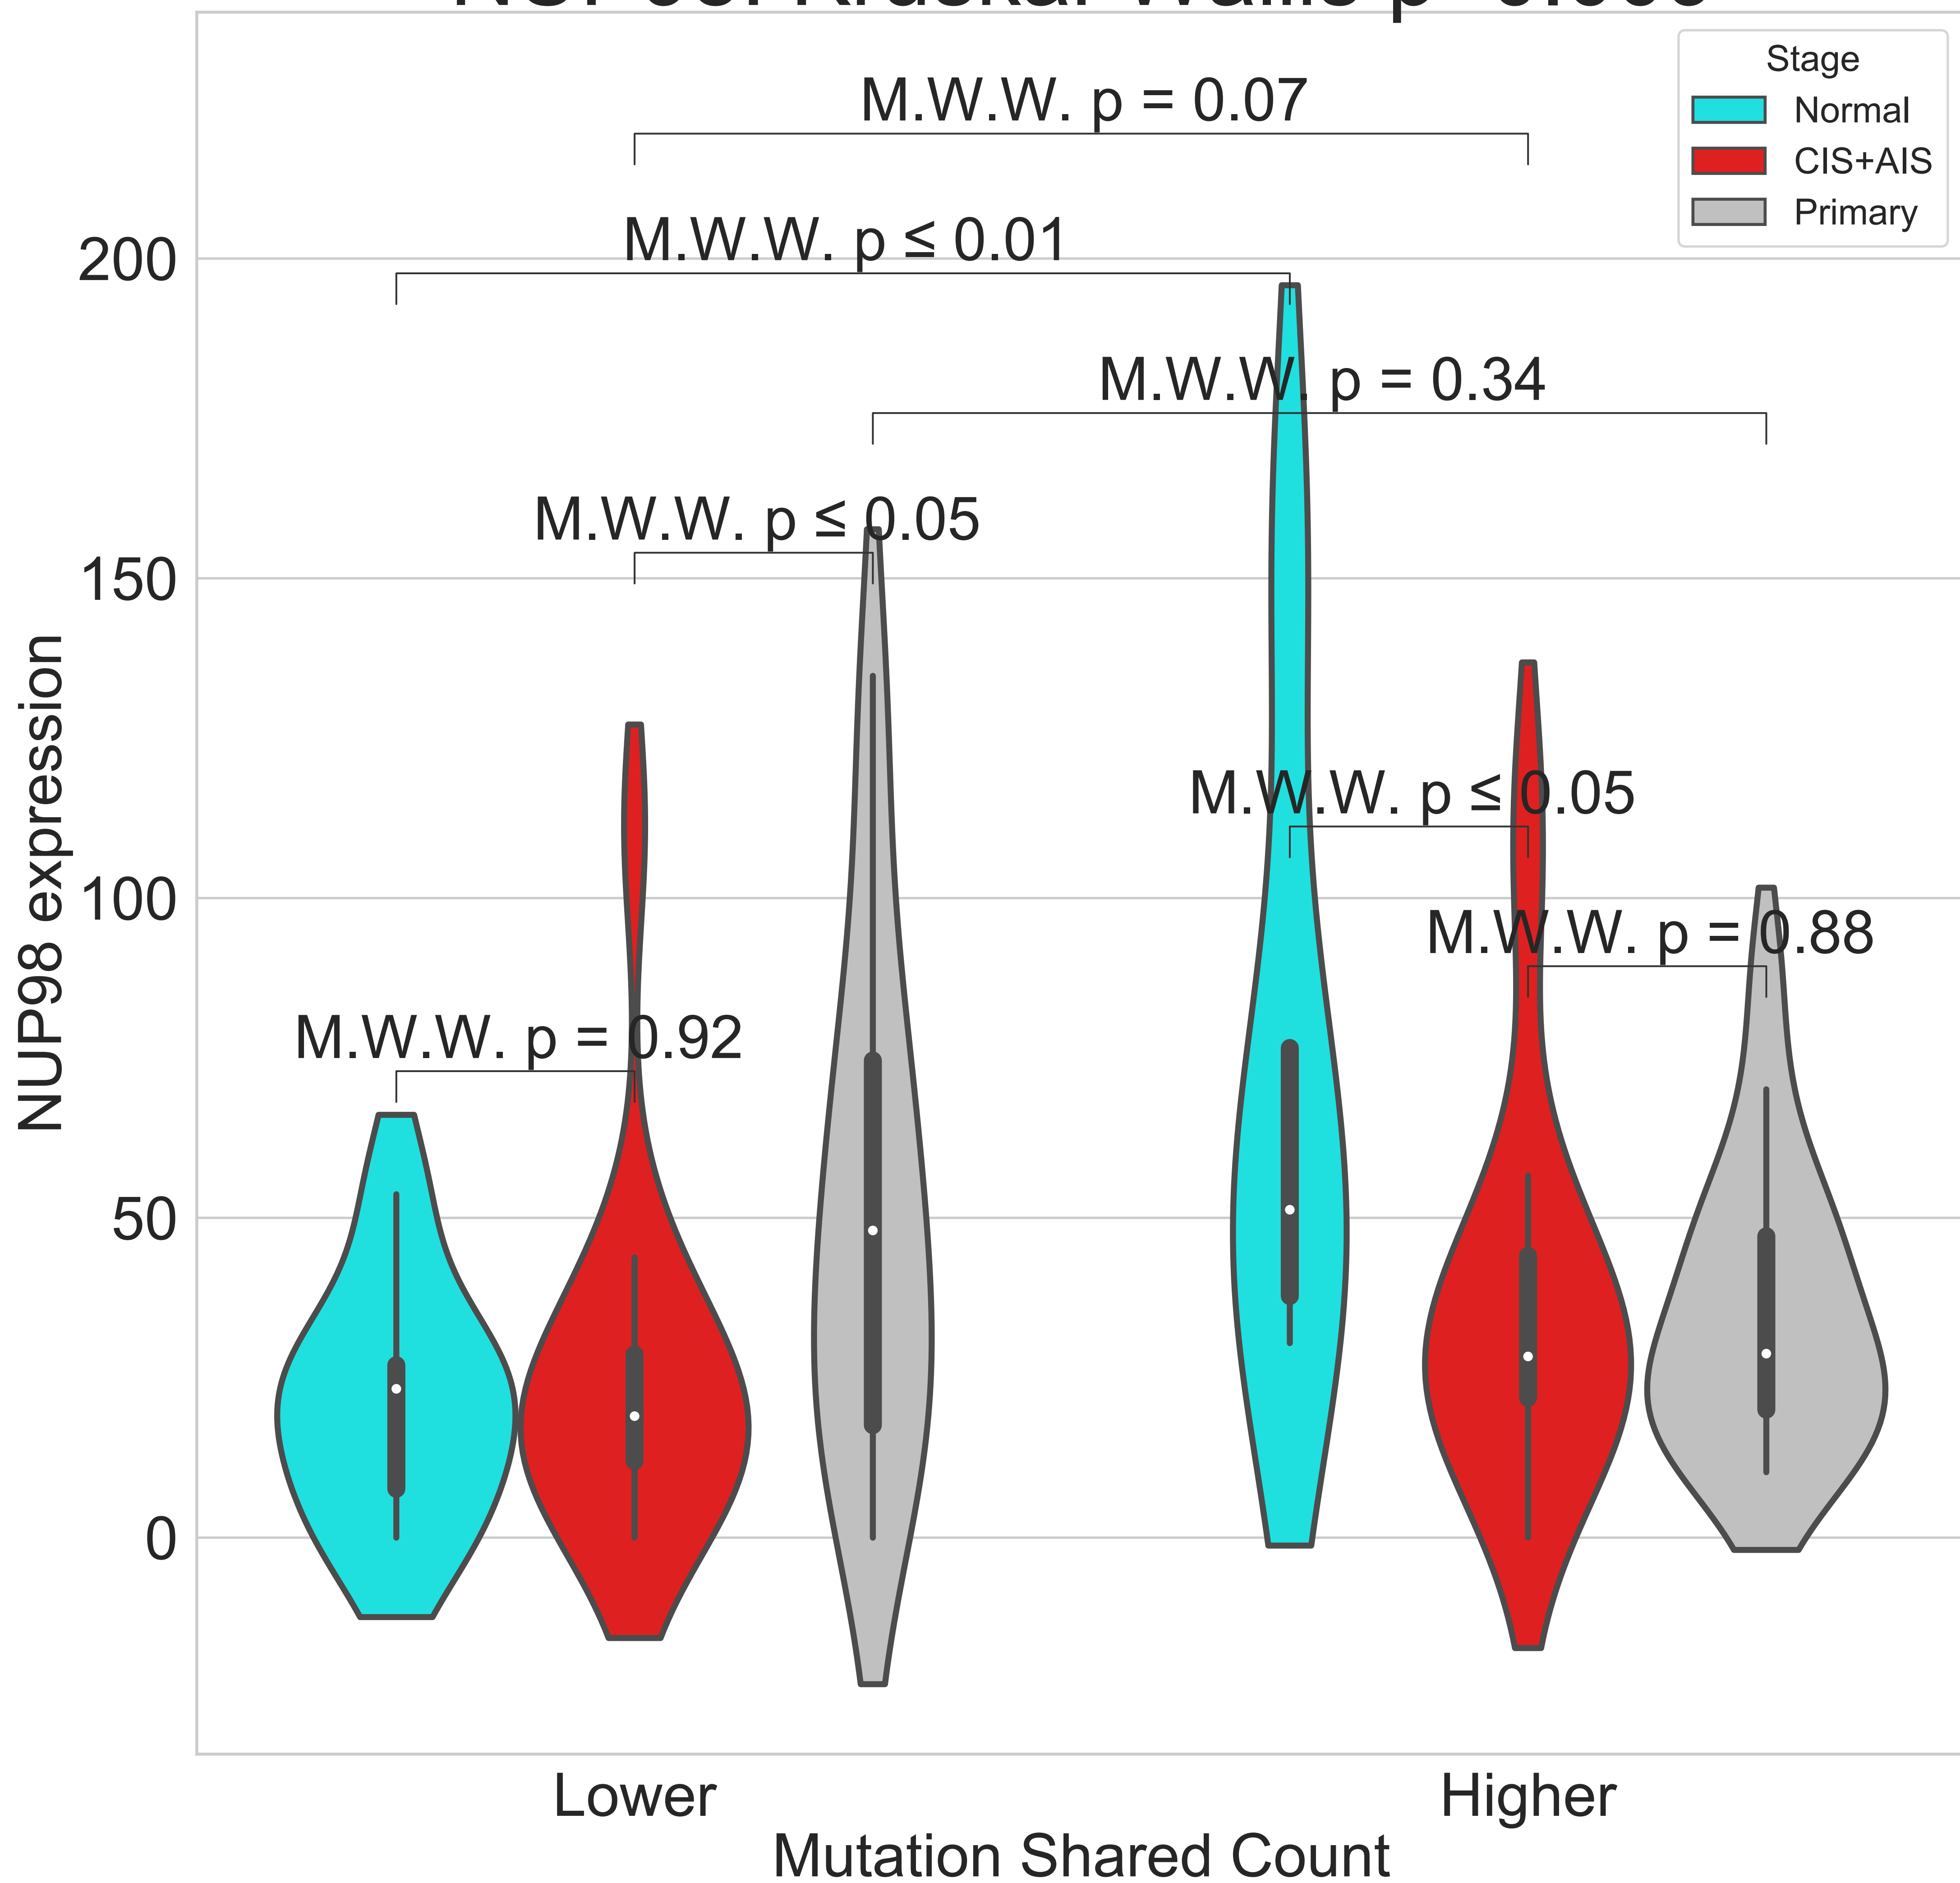 Stage
Normal
CIS+AIS
Primary
M.W.W. p = 0.07
M.W.W. p ≤ 0.01
M.W.W. p = 0.34
M.W.W. p ≤ 0.05
M.W.W. p ≤ 0.05
M.W.W. p = 0.88
M.W.W. p = 0.92
200
150
100
50
0
NUP98 expression
Lower
Higher
Mutation Shared Count